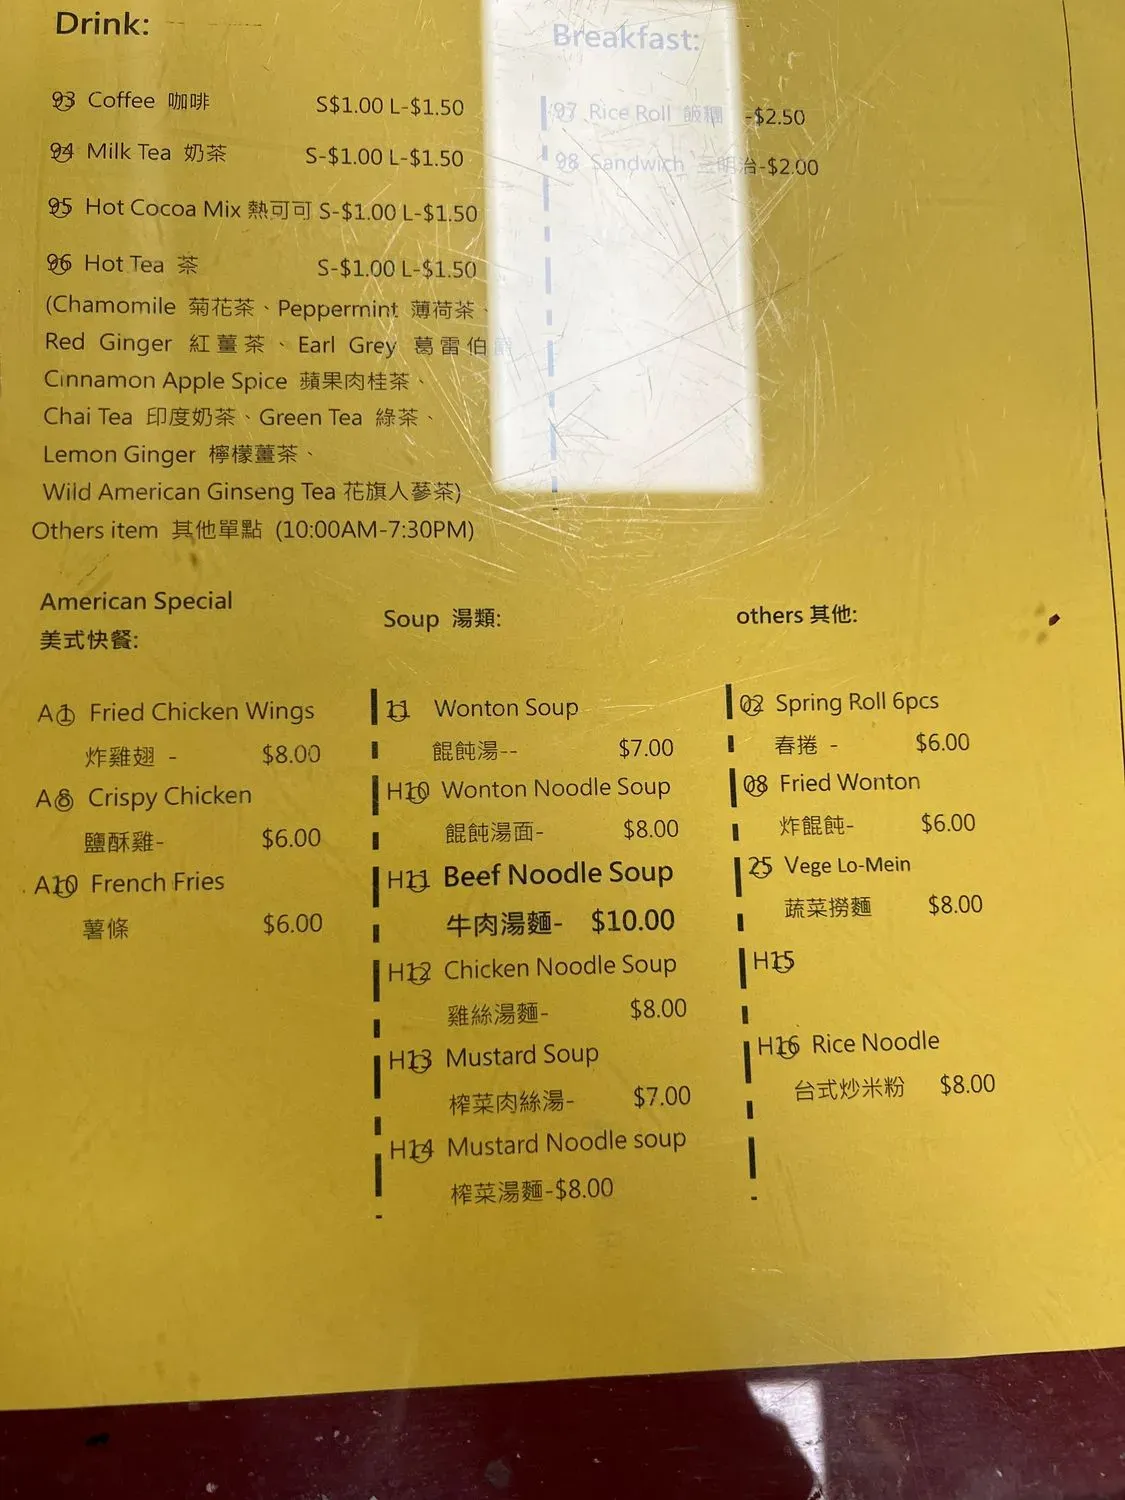 Drink:
93 Coffee 咖啡 S$1.00 L-$1.50
94 Milk Tea 奶茶 S-$1.00 L-$1.50
95 Hot Cocoa Mix 熱可可 S-$1.00 L-$1.50
96 Hot Tea 茶 S-$1.00 L-$1.50
(Chamomile 菊花茶、Peppermint 薄荷茶、
Red Ginger 紅薑茶、Earl Grey 葛雷伯爵
Cinnamon Apple Spice 蘋果肉桂茶、
Chai Tea 印度奶茶、Green Tea 綠茶、
Lemon Ginger 檸檬薑茶、
Wild American Ginseng Tea 花旗人蔘茶)
Breakfast:
97 Rice Roll 飯糰 -$2.50
98 Sandwich 三明治-$2.00
Others item 其他單點 (10:00AM-7:30PM)
American Special
美式快餐:
A1 Fried Chicken Wings
炸雞翅 - $8.00
A8 Crispy Chicken
鹽酥雞- $6.00
A10 French Fries
薯條 $6.00
Soup 湯類:
11 Wonton Soup
餛飩湯-- $7.00
H10 Wonton Noodle Soup
餛飩湯面- $8.00
H11 Beef Noodle Soup
牛肉湯麵- $10.00
H12 Chicken Noodle Soup
雞絲湯麵- $8.00
H13 Mustard Soup
榨菜肉絲湯- $7.00
H14 Mustard Noodle soup
榨菜湯麵-$8.00
others 其他:
02 Spring Roll 6pcs
春捲 - $6.00
08 Fried Wonton
炸餛飩- $6.00
25 Vege Lo-Mein
蔬菜撈麵 $8.00
H15
H16 Rice Noodle
台式炒米粉 $8.00